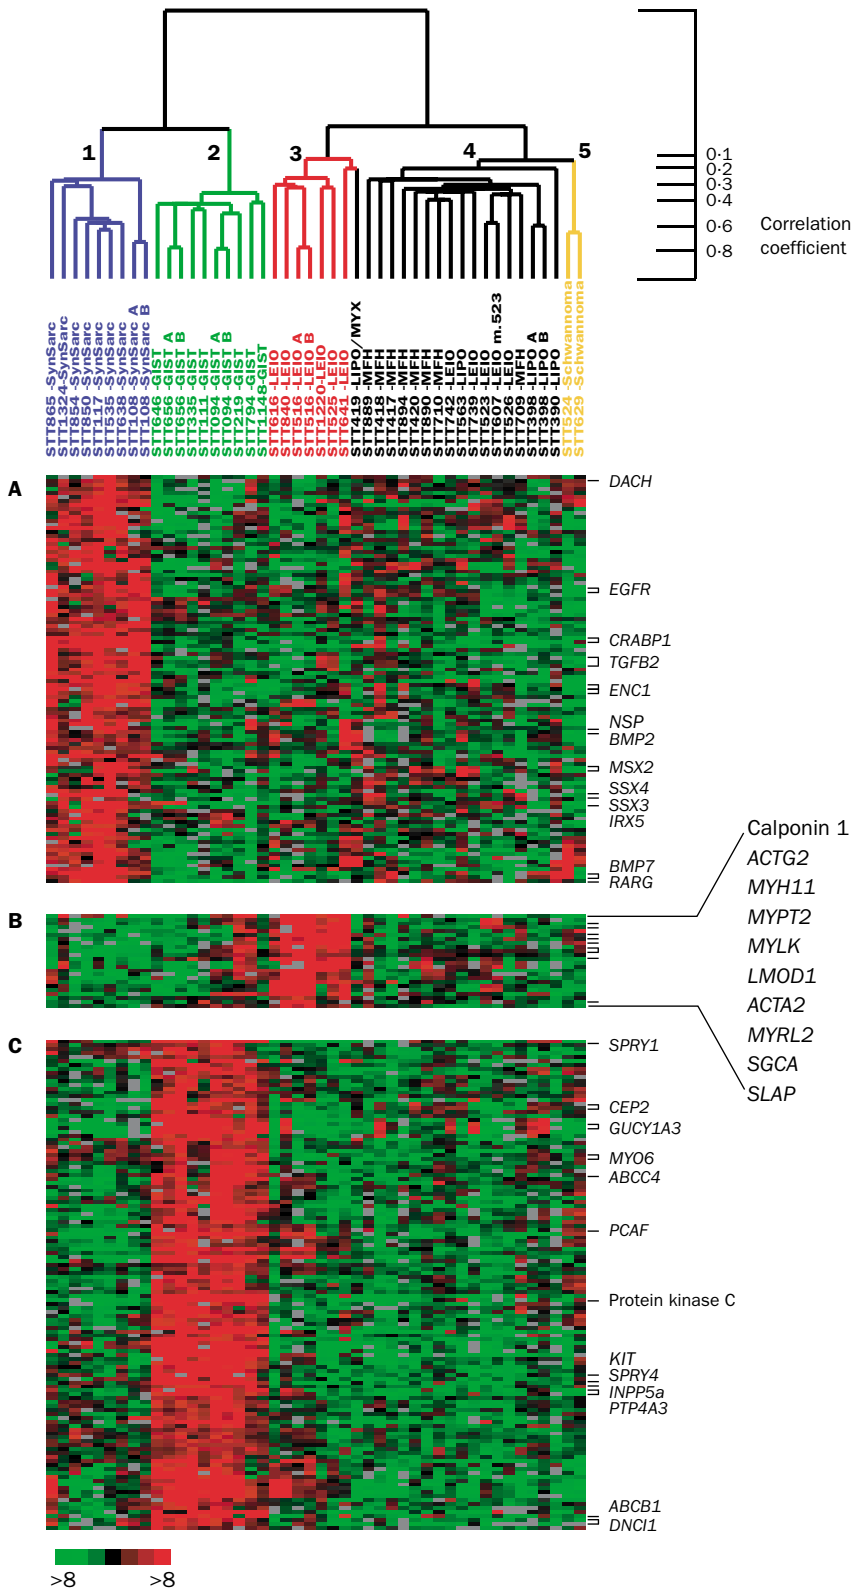 1
2
3
4
5
0·1
0·2
0·3
0·4
0·6
0·8
Correlation
coefficient
STT865 -SynSarc
STT1324-SynSarc
STT854 -SynSarc
STT850 -SynSarc
STT117 -SynSarc
STT535 -SynSarc
STT638 -SynSarc
STT108 -SynSarc A
STT108 -SynSarc B
STT646 -GIST
STT656 -GIST A
STT656 -GIST B
STT335 -GIST
STT111 -GIST
STT094 -GIST A
STT094 -GIST B
STT219 -GIST
STT794 -GIST
STT1148-GIST
STT616 -LEIO
STT840 -LEIO
STT516 -LEIO A
STT516 -LEIO B
STT1220-LEIO
STT525 -LEIO
STT641 -LEIO
STT419 -LIPO/MYX
STT889 -MFH
STT418 -MFH
STT417 -MFH
STT894 -MFH
STT420 -MFH
STT890 -MFH
STT710 -MFH
STT742 -LEIO
STT563 -LIPO
STT739 -LEIO
STT523 -LEIO
STT607 -LEIO m.523
STT526 -LEIO
STT709 -MFH
STT398 -LIPO A
STT398 -LIPO B
STT390 -LIPO
STT524 -Schwannoma
STT629 -Schwannoma
A
DACH
EGFR
CRABP1
TGFB2
ENC1
NSP
BMP2
MSX2
SSX4
SSX3
IRX5
BMP7
RARG
B
Calponin 1
ACTG2
MYH11
MYPT2
MYLK
LMOD1
ACTA2
MYRL2
SGCA
SLAP
C
SPRY1
CEP2
GUCY1A3
MYO6
ABCC4
PCAF
Protein kinase C
KIT
SPRY4
INPP5a
PTP4A3
ABCB1
DNCI1
>8
>8